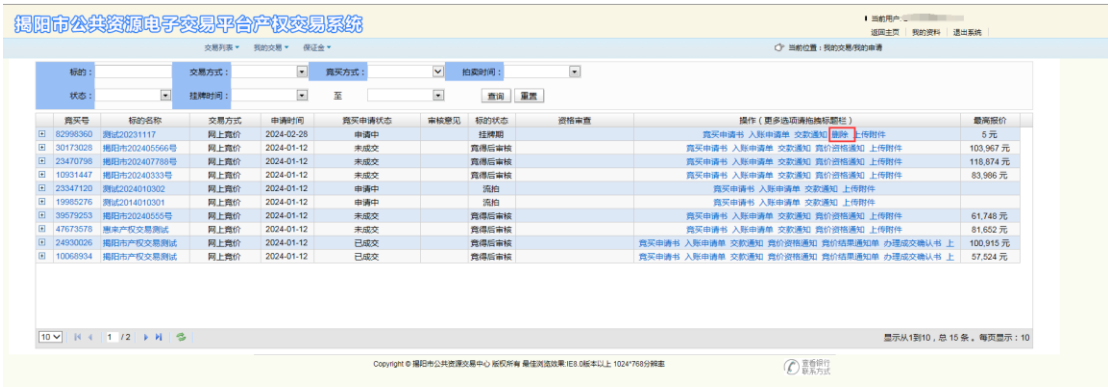 揭阳市公共资源电子交易平台产权交易系统
当前用户：
返回主页 我的资料 退出系统
交易列表 我的交易 保证金
当前位置：我的交易/我的申请
标的： 交易方式： 竞买方式： 拍卖时间：
状态： 挂牌时间： 至 查询 重置
竞买号 标的名称 交易方式 申请时间 竞买申请状态 审核意见 标的状态 资格审查 操作（更多选项请拖拽标题栏） 最高报价
82998360 测试20231117 网上竞价 2024-02-28 申请中 挂牌期 竞买申请书 入账申请单 交款通知 删除 上传附件 5 元
30173028 揭阳市202405566号 网上竞价 2024-01-12 未成交 竞得后审核 竞买申请书 入账申请单 交款通知 竞价资格通知 上传附件 103,967 元
23470798 揭阳市202407788号 网上竞价 2024-01-12 未成交 竞得后审核 竞买申请书 入账申请单 交款通知 竞价资格通知 上传附件 118,874 元
10931447 揭阳市20240333号 网上竞价 2024-01-12 未成交 竞得后审核 竞买申请书 入账申请单 交款通知 竞价资格通知 上传附件 83,986 元
23347120 测试2024010302 网上竞价 2024-01-12 申请中 流拍 竞买申请书 入账申请单 交款通知 上传附件
19985276 测试2014010301 网上竞价 2024-01-12 申请中 流拍 竞买申请书 入账申请单 交款通知 上传附件
39579253 揭阳市20240555号 网上竞价 2024-01-12 未成交 竞得后审核 竞买申请书 入账申请单 交款通知 竞价资格通知 上传附件 61,748 元
47673578 惠来产权交易测试 网上竞价 2024-01-12 未成交 竞得后审核 竞买申请书 入账申请单 交款通知 竞价资格通知 上传附件 81,652 元
24930026 揭阳市产权交易测试 网上竞价 2024-01-12 已成交 竞得后审核 竞买申请书 入账申请单 交款通知 竞价资格通知 竞价结果通知单 办理成交确认书 上 100,915 元
10068934 揭阳市产权交易测试 网上竞价 2024-01-12 已成交 竞得后审核 竞买申请书 入账申请单 交款通知 竞价资格通知 竞价结果通知单 办理成交确认书 上 57,524 元
10 1 /2 显示从1到10，总 15 条 。每页显示：10
Copyright © 揭阳市公共资源交易中心 版权所有 最佳浏览效果:IE8.0版本以上 1024*768分辨率
查看银行
联系方式